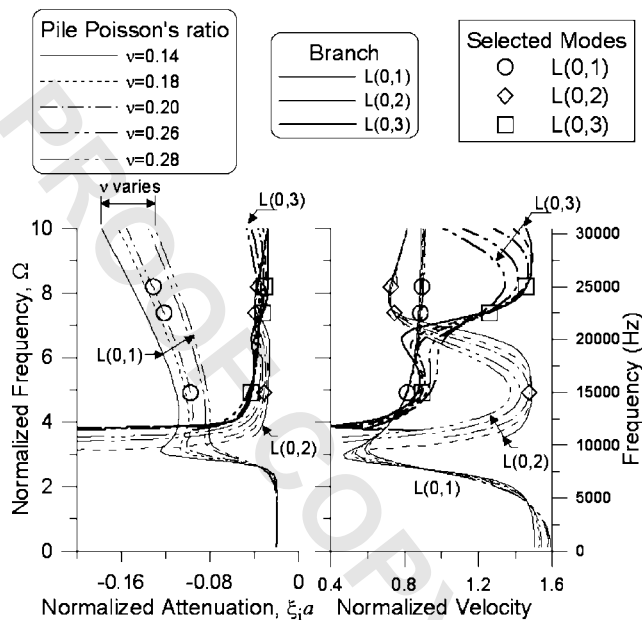 Pile Poisson's ratio
ν=0.14
ν=0.18
ν=0.20
ν=0.26
ν=0.28
Branch
L(0,1)
L(0,2)
L(0,3)
Selected Modes
L(0,1)
L(0,2)
L(0,3)
ν varies
L(0,3)
L(0,3)
10
8
6
4
2
0
Normalized Frequency, Ω
L(0,1)
L(0,2)
L(0,2)
L(0,1)
30000
25000
20000
15000
10000
5000
0
Frequency (Hz)
-0.16
-0.08
0
0.4
0.8
1.2
1.6
Normalized Attenuation, ξᵢa
Normalized Velocity
PROOF COPY